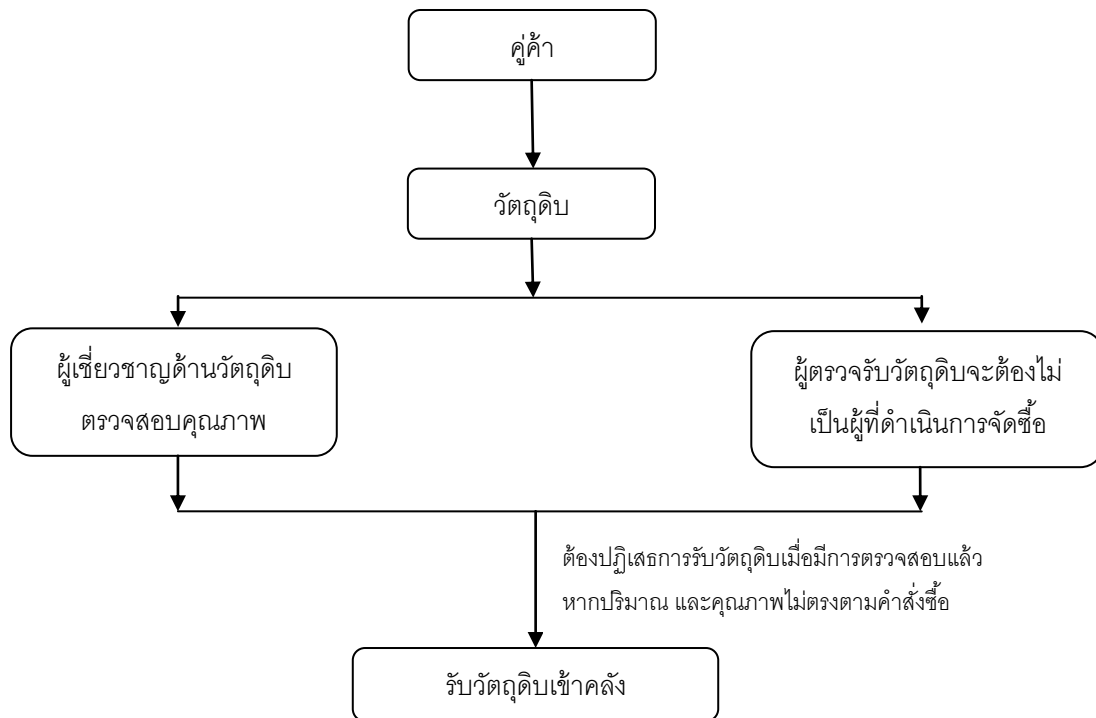 คู่ค้า
วัตถุดิบ
ผู้เชี่ยวชาญด้านวัตถุดิบ
ตรวจสอบคุณภาพ
ผู้ตรวจรับวัตถุดิบจะต้องไม่
เป็นผู้ที่ดำเนินการจัดซื้อ
ต้องปฏิเสธการรับวัตถุดิบเมื่อมีการตรวจสอบแล้ว
หากปริมาณ และคุณภาพไม่ตรงตามคำสั่งซื้อ
รับวัตถุดิบเข้าคลัง